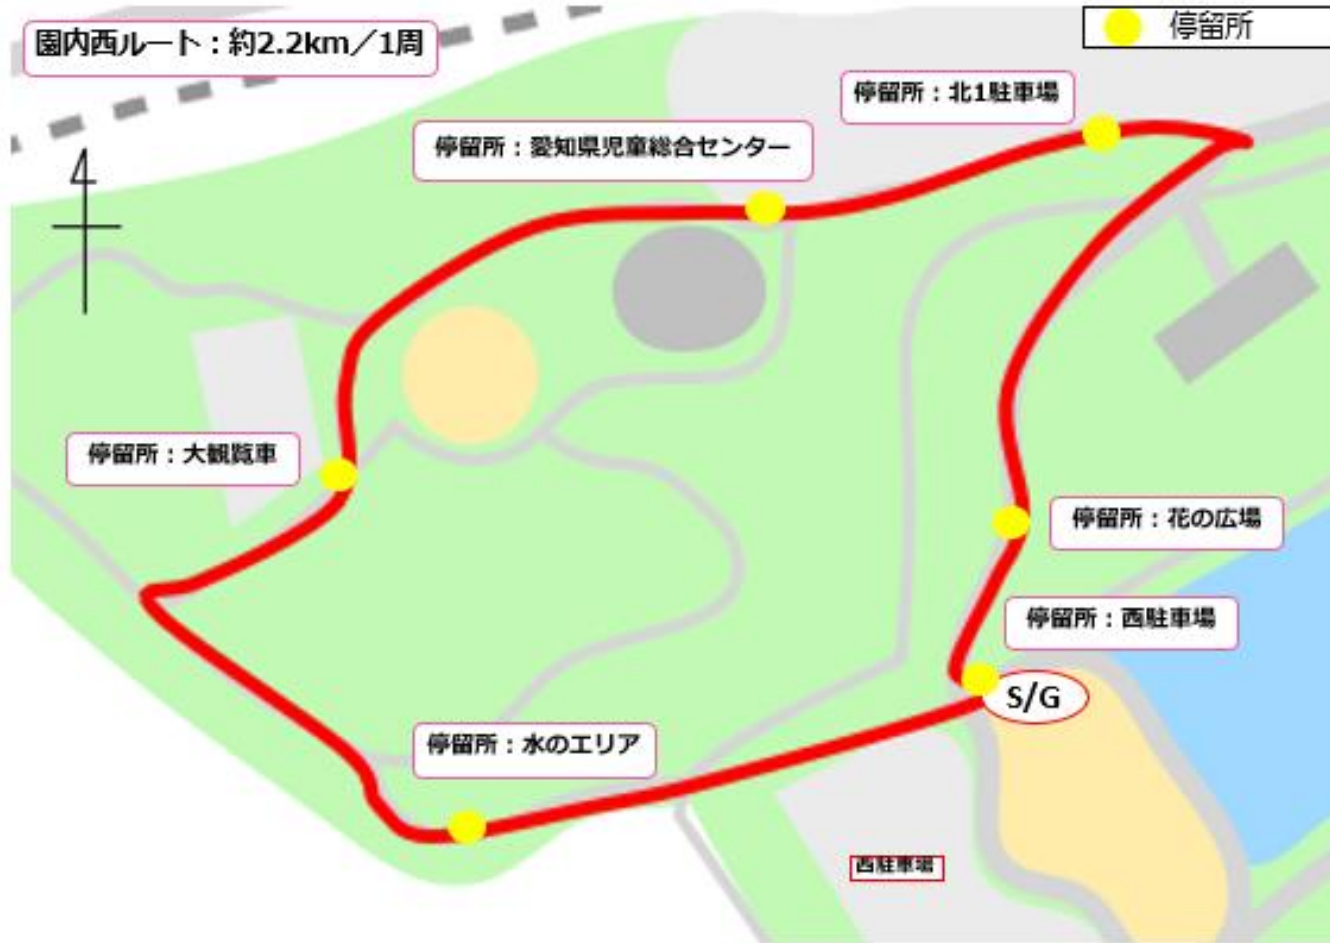 園内西ルート：約2.2km／1周
停留所
停留所：北1駐車場
停留所：愛知県児童総合センター
停留所：大観覧車
停留所：花の広場
停留所：西駐車場
S/G
停留所：水のエリア
西駐車場
4